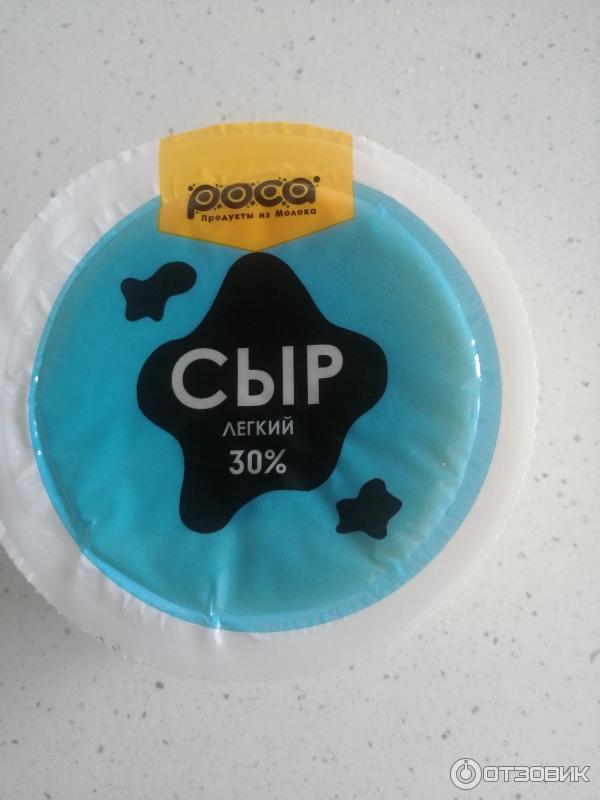 роса
Продукты из Молока
СЫР
ЛЕГКИЙ
30%
ОТЗОВИК